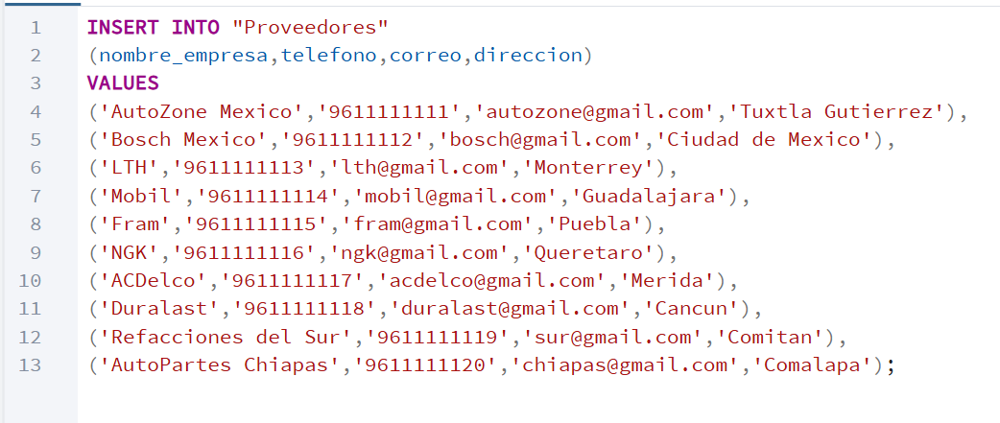 1 INSERT INTO "Proveedores"
2 (nombre_empresa,telefono,correo,direccion)
3 VALUES
4 ('AutoZone Mexico','9611111111','autozone@gmail.com','Tuxtla Gutierrez'),
5 ('Bosch Mexico','9611111112','bosch@gmail.com','Ciudad de Mexico'),
6 ('LTH','9611111113','lth@gmail.com','Monterrey'),
7 ('Mobil','9611111114','mobil@gmail.com','Guadalajara'),
8 ('Fram','9611111115','fram@gmail.com','Puebla'),
9 ('NGK','9611111116','ngk@gmail.com','Queretaro'),
10 ('ACDelco','9611111117','acdelco@gmail.com','Merida'),
11 ('Duralast','9611111118','duralast@gmail.com','Cancun'),
12 ('Refacciones del Sur','9611111119','sur@gmail.com','Comitan'),
13 ('AutoPartes Chiapas','9611111120','chiapas@gmail.com','Comalapa');